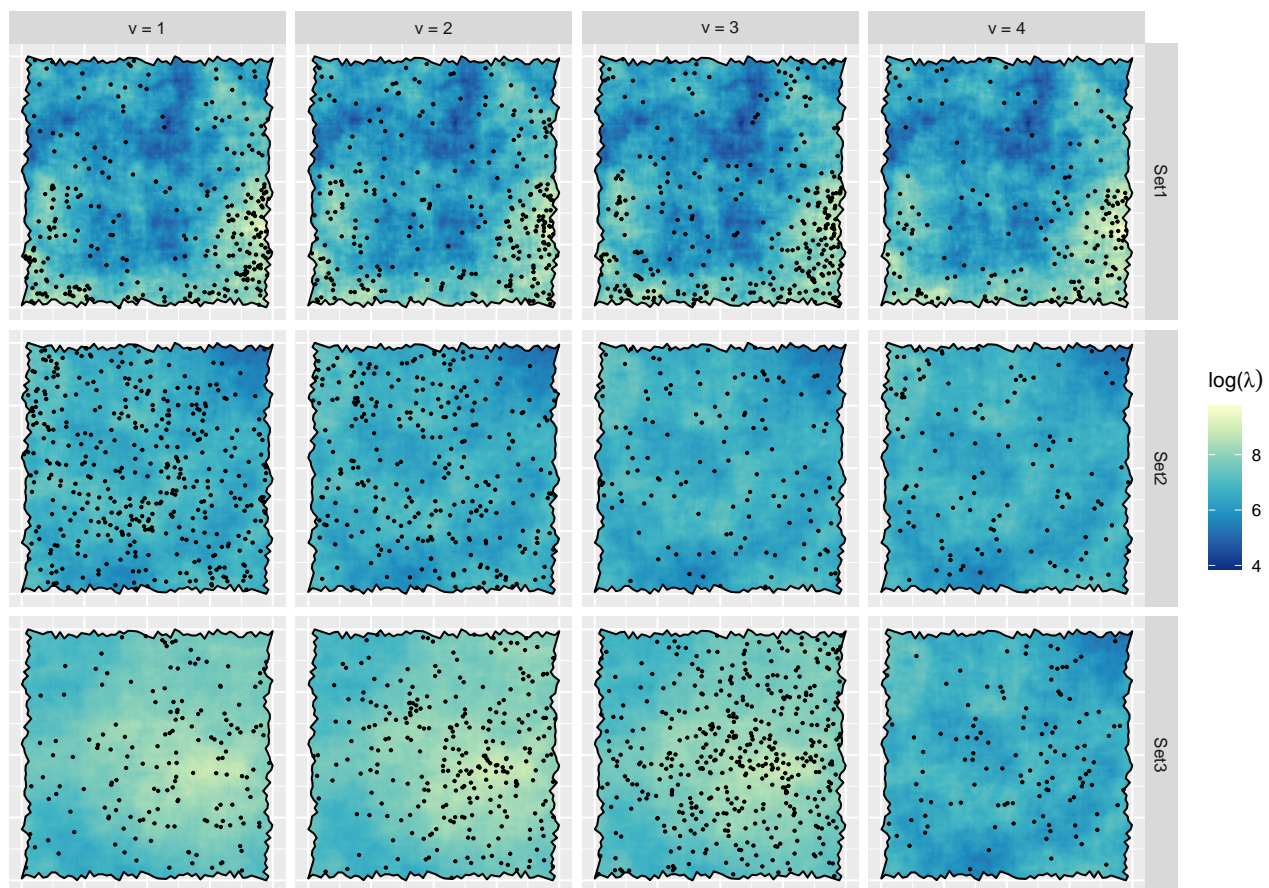 v = 1
v = 2
v = 3
v = 4
Set1
Set2
Set3
log(λ)
8
6
4